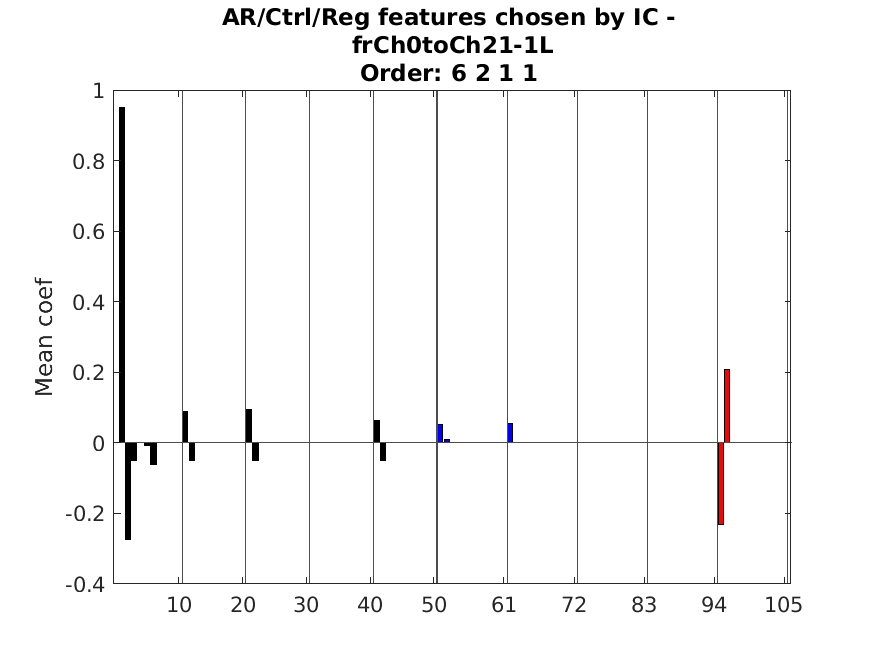 AR/Ctrl/Reg features chosen by IC -
frCh0toCh21-1L
Order: 6 2 1 1
1
0.8
0.6
0.4
0.2
0
-0.2
-0.4
Mean coef
10 20 30 40 50 61 72 83 94 105